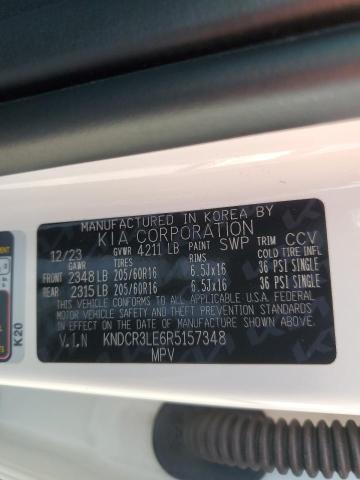 MANUFACTURED IN KOREA BY
KIA CORPORATION
12/23 GVWR 4211 LB PAINT SWP TRIM CCV
GAWR TIRES RIMS COLD TIRE INFL
FRONT 2348 LB 205/60R16 6.5JX16 36 PSI SINGLE
REAR 2315 LB 205/60R16 6.5JX16 36 PSI SINGLE
THIS VEHICLE CONFORMS TO ALL APPLICABLE U.S.A. FEDERAL
MOTOR VEHICLE SAFETY AND THEFT PREVENTION STANDARDS
IN EFFECT ON THE DATE OF MANUFACTURE SHOWN ABOVE.
V.I.N KNDCR3LE6R5157348
MPV
K20